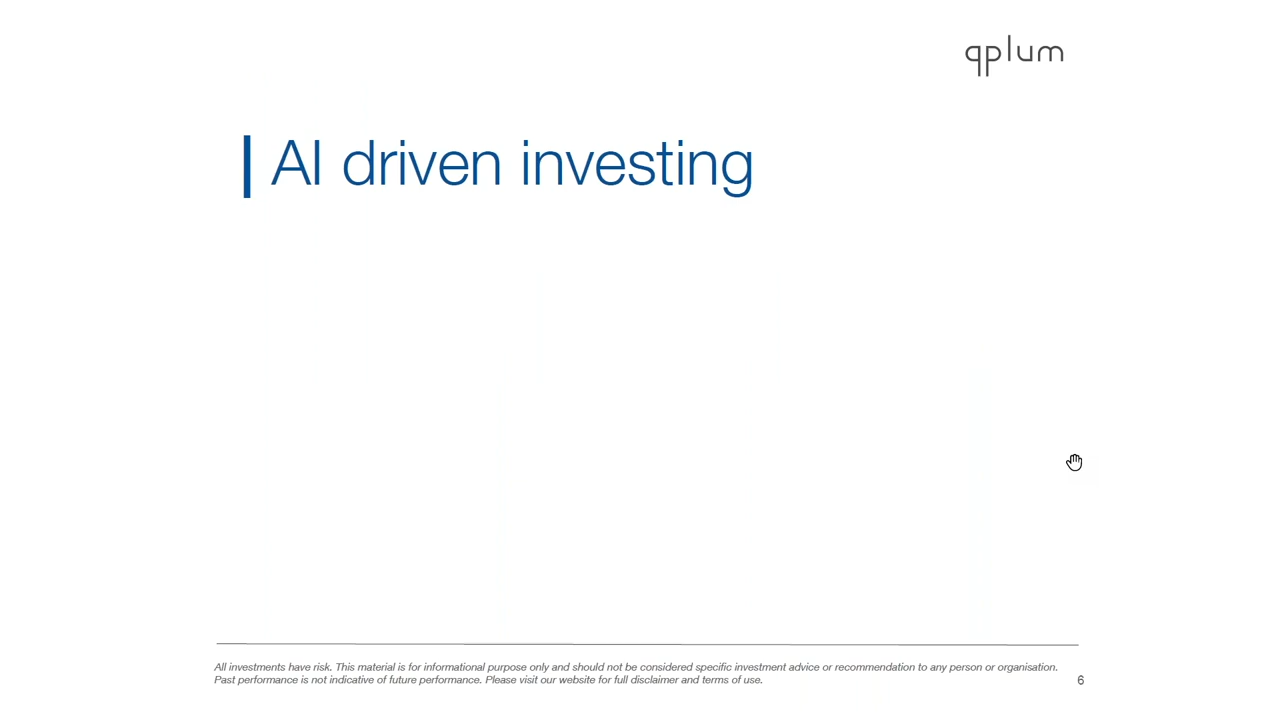 qplum
AI driven investing
All investments have risk. This material is for informational purpose only and should not be considered specific investment advice or recommendation to any person or organisation.
Past performance is not indicative of future performance. Please visit our website for full disclaimer and terms of use.
6